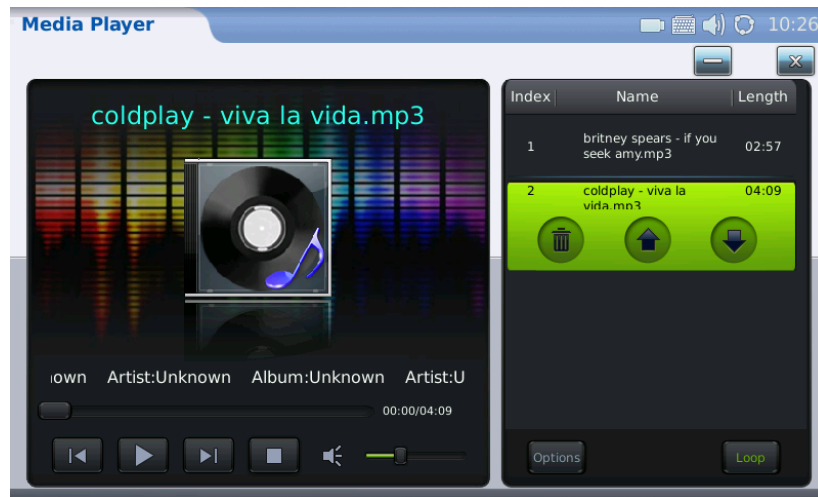 Media Player
10:26
coldplay - viva la vida.mp3
Artist:Unknown Album:Unknown
00:00/04:09
Index Name Length
1 britney spears - if you 02:57
seek amy.mp3
2 coldplay - viva la 04:09
vida.mp3
Options Loop